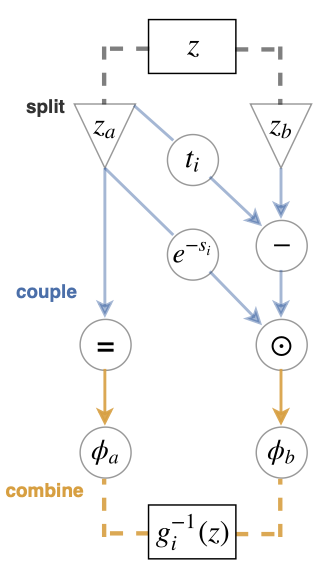 z
split
z_a
z_b
t_i
−
e^{-s_i}
couple
=
⊙
ϕ_a
ϕ_b
combine
g_i^{-1}(z)